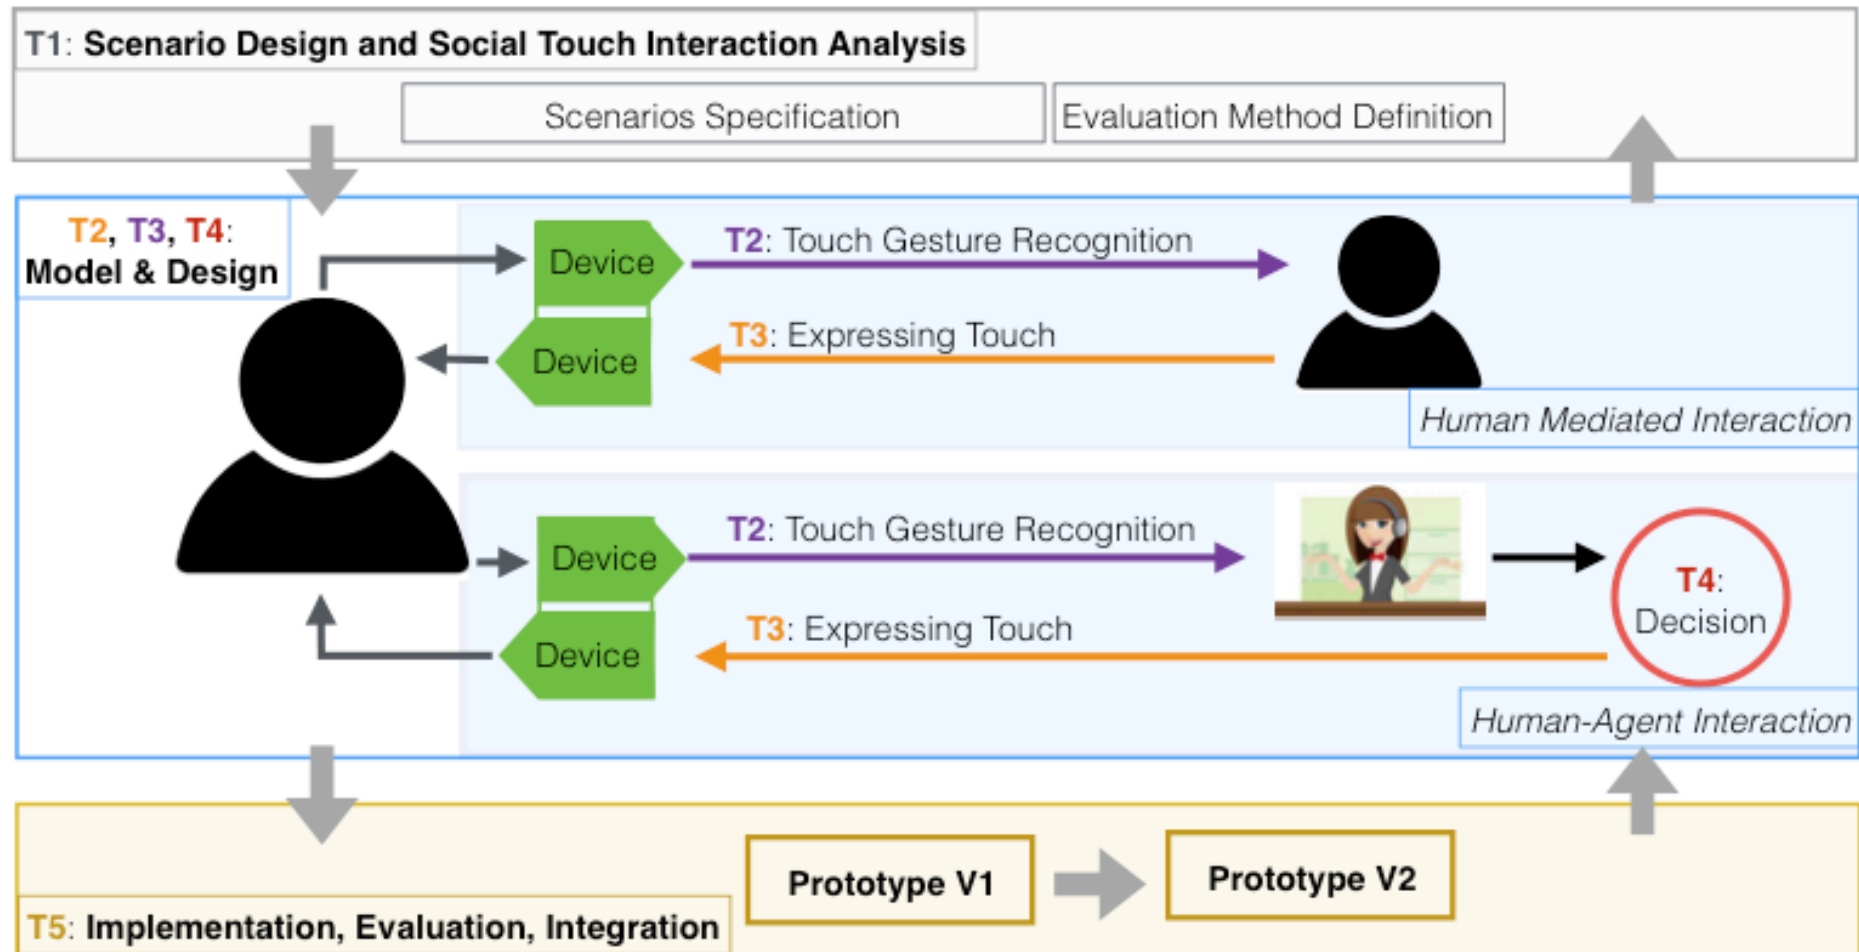 T1: Scenario Design and Social Touch Interaction Analysis
Scenarios Specification
Evaluation Method Definition
T2, T3, T4:
Model & Design
Device
T2: Touch Gesture Recognition
T3: Expressing Touch
Device
Human Mediated Interaction
Device
T2: Touch Gesture Recognition
T4:
Decision
T3: Expressing Touch
Device
Human-Agent Interaction
Prototype V1
Prototype V2
T5: Implementation, Evaluation, Integration